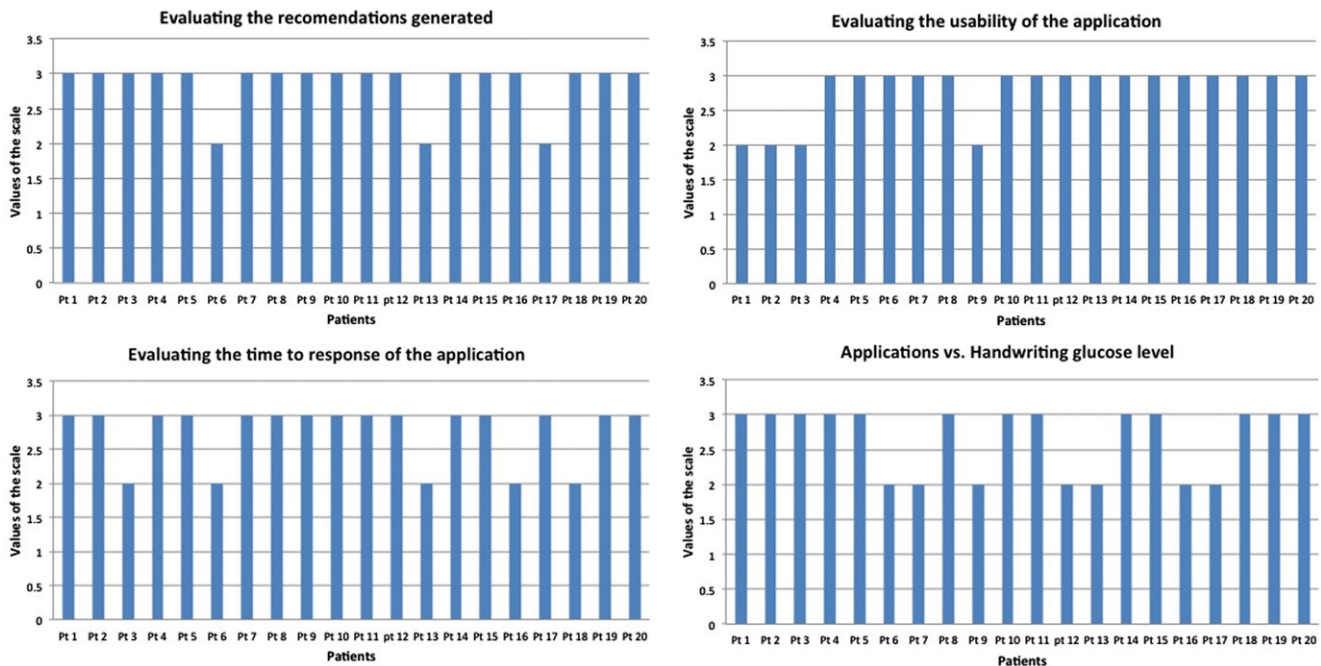 Evaluating the recomendations generated
3.5
3
2.5
2
1.5
1
0.5
0
Values of the scale
Pt 1 Pt 2 Pt 3 Pt 4 Pt 5 Pt 6 Pt 7 Pt 8 Pt 9 Pt 10 Pt 11 pt 12 Pt 13 Pt 14 Pt 15 Pt 16 Pt 17 Pt 18 Pt 19 Pt 20
Patients
Evaluating the usability of the application
3.5
3
2.5
2
1.5
1
0.5
0
Values of the scale
Pt 1 Pt 2 Pt 3 Pt 4 Pt 5 Pt 6 Pt 7 Pt 8 Pt 9 Pt 10 Pt 11 pt 12 Pt 13 Pt 14 Pt 15 Pt 16 Pt 17 Pt 18 Pt 19 Pt 20
Patients
Evaluating the time to response of the application
3.5
3
2.5
2
1.5
1
0.5
0
Values of the scale
Pt 1 Pt 2 Pt 3 Pt 4 Pt 5 Pt 6 Pt 7 Pt 8 Pt 9 Pt 10 Pt 11 pt 12 Pt 13 Pt 14 Pt 15 Pt 16 Pt 17 Pt 18 Pt 19 Pt 20
Patients
Applications vs. Handwriting glucose level
3.5
3
2.5
2
1.5
1
0.5
0
Values of the scale
Pt 1 Pt 2 Pt 3 Pt 4 Pt 5 Pt 6 Pt 7 Pt 8 Pt 9 Pt 10 Pt 11 pt 12 Pt 13 Pt 14 Pt 15 Pt 16 Pt 17 Pt 18 Pt 19 Pt 20
Patients